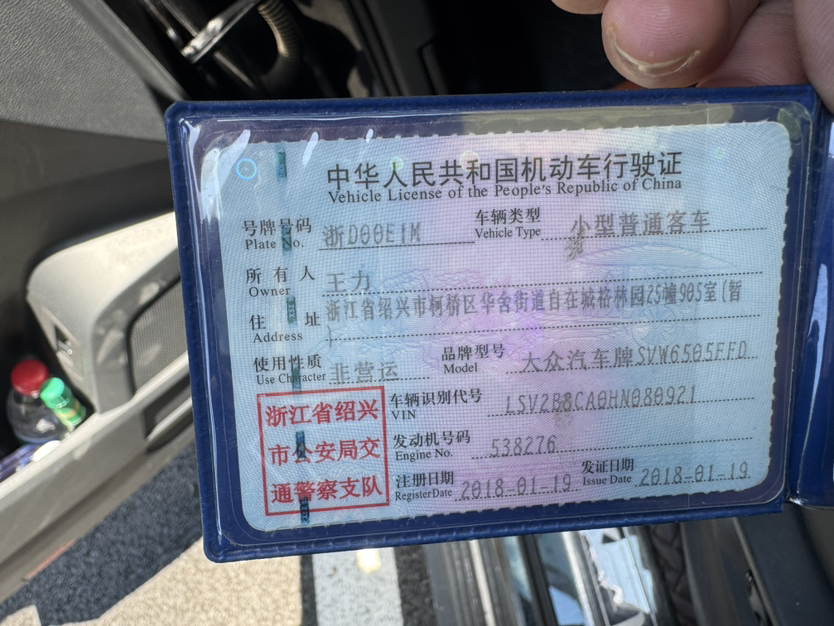 中华人民共和国机动车行驶证
Vehicle License of the People's Republic of China
号牌号码 Plate No. 浙D00E1M 车辆类型 Vehicle Type 小型普通客车
所有人 Owner 王力
住址 Address 浙江省绍兴市柯桥区华舍街道自在城裕林园25幢905室(暂
)
使用性质 Use Character 非营运 品牌型号 Model 大众汽车牌SVW6505FFD
浙江省绍兴
市公安局交
通警察支队
车辆识别代号 VIN LSV2B8CA0HN080921
发动机号码 Engine No. 538276
注册日期 Register Date 2018-01-19 发证日期 Issue Date 2018-01-19